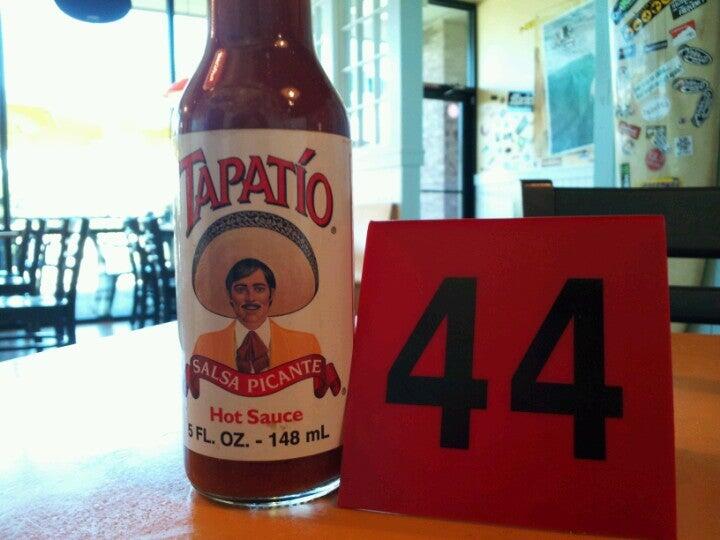 TAPATÍO
SALSA PICANTE
Hot Sauce
5 FL. OZ. - 148 mL
44